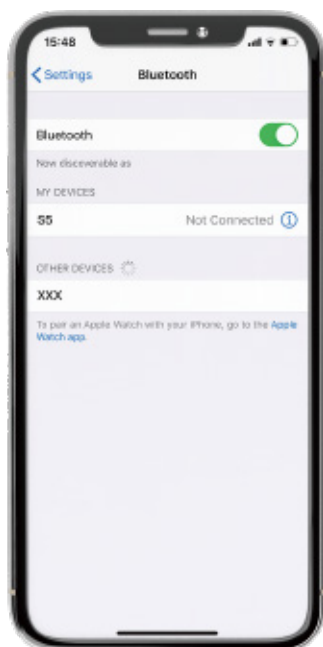 15:48
Settings
Bluetooth
Bluetooth
Now discoverable as
MY DEVICES
S5
Not Connected
OTHER DEVICES
XXX
To pair an Apple Watch with your iPhone, go to the Apple
Watch app.